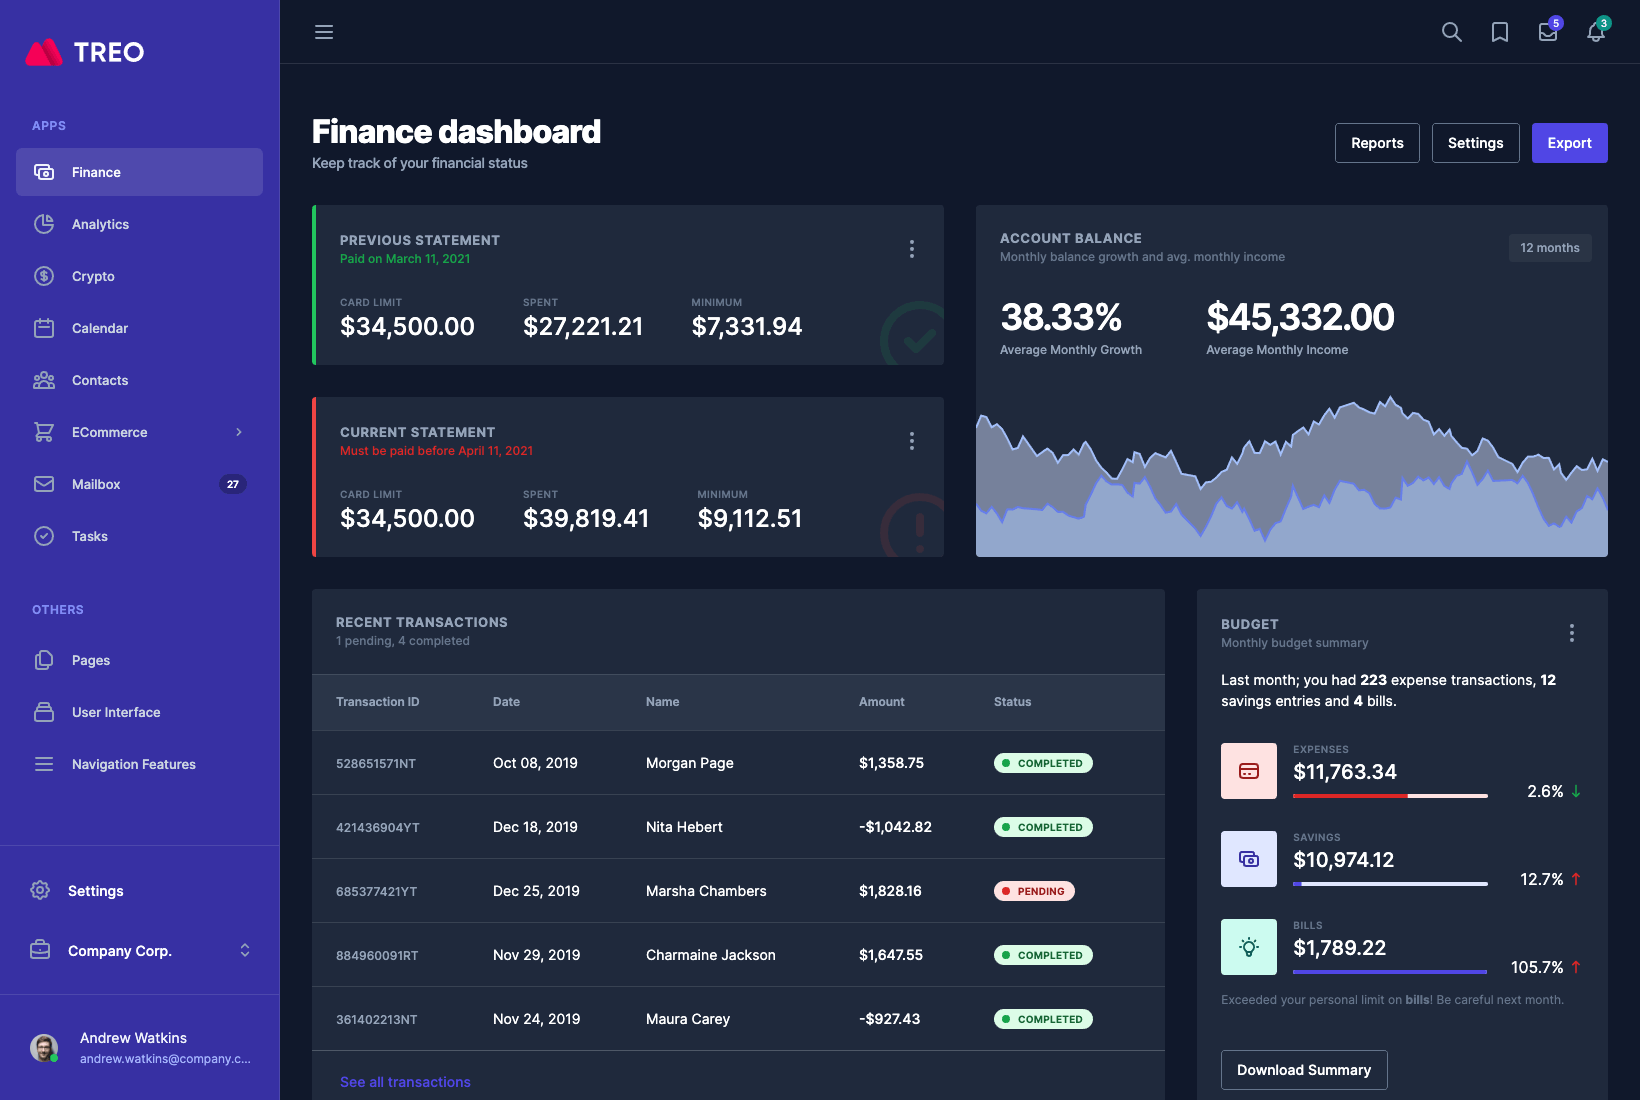 TREO
5
3
APPS
Finance
Analytics
Crypto
Calendar
Contacts
ECommerce
Mailbox
27
Tasks
OTHERS
Pages
User Interface
Navigation Features
Settings
Company Corp.
Andrew Watkins
andrew.watkins@company.c...
Finance dashboard
Keep track of your financial status
Reports
Settings
Export
PREVIOUS STATEMENT
Paid on March 11, 2021
CARD LIMIT
$34,500.00
SPENT
$27,221.21
MINIMUM
$7,331.94
CURRENT STATEMENT
Must be paid before April 11, 2021
CARD LIMIT
$34,500.00
SPENT
$39,819.41
MINIMUM
$9,112.51
ACCOUNT BALANCE
Monthly balance growth and avg. monthly income
12 months
38.33%
Average Monthly Growth
$45,332.00
Average Monthly Income
RECENT TRANSACTIONS
1 pending, 4 completed
Transaction ID Date Name Amount Status
528651571NT Oct 08, 2019 Morgan Page $1,358.75 COMPLETED
421436904YT Dec 18, 2019 Nita Hebert -$1,042.82 COMPLETED
685377421YT Dec 25, 2019 Marsha Chambers $1,828.16 PENDING
884960091RT Nov 29, 2019 Charmaine Jackson $1,647.55 COMPLETED
361402213NT Nov 24, 2019 Maura Carey -$927.43 COMPLETED
See all transactions
BUDGET
Monthly budget summary
Last month; you had 223 expense transactions, 12
savings entries and 4 bills.
EXPENSES
$11,763.34
2.6%
SAVINGS
$10,974.12
12.7%
BILLS
$1,789.22
105.7%
Exceeded your personal limit on bills! Be careful next month.
Download Summary